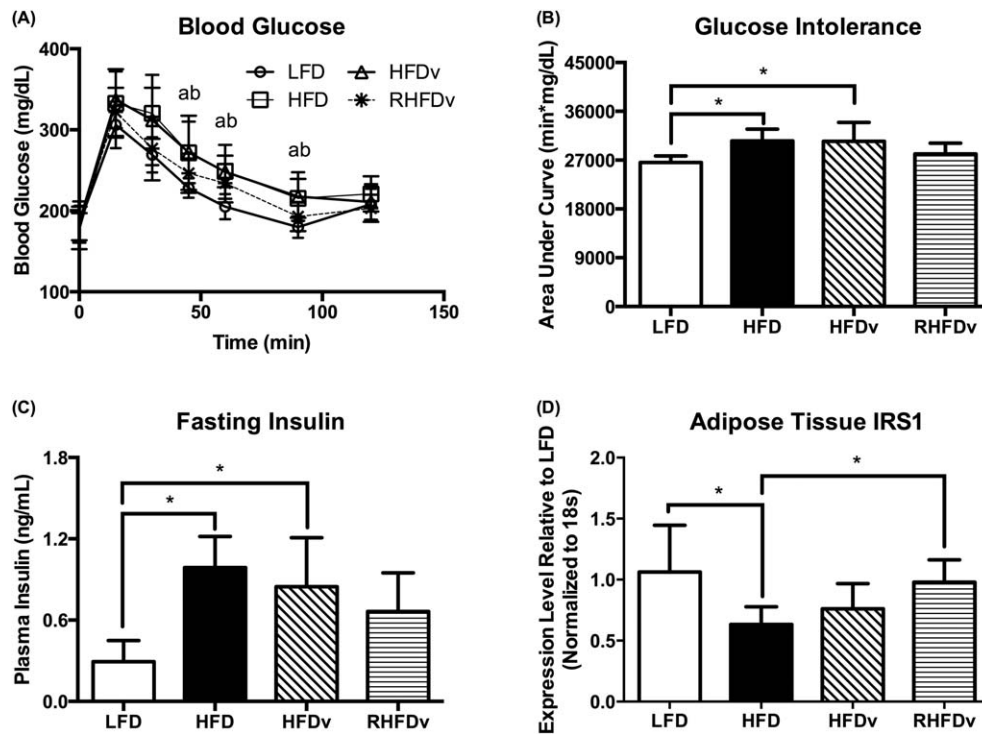 (A)
Blood Glucose
Blood Glucose (mg/dL)
400
300
200
100
LFD
HFDv
HFD
RHFDv
ab
ab
ab
0
50
100
150
Time (min)
(B)
Glucose Intolerance
Area Under Curve (min*mg/dL)
45000
36000
27000
18000
9000
0
*
*
LFD
HFD
HFDv
RHFDv
(C)
Fasting Insulin
Plasma Insulin (ng/mL)
1.8
1.2
0.6
0.0
*
*
LFD
HFD
HFDv
RHFDv
(D)
Adipose Tissue IRS1
Expression Level Relative to LFD
(Normalized to 18s)
2.0
1.5
1.0
0.5
0.0
*
*
LFD
HFD
HFDv
RHFDv